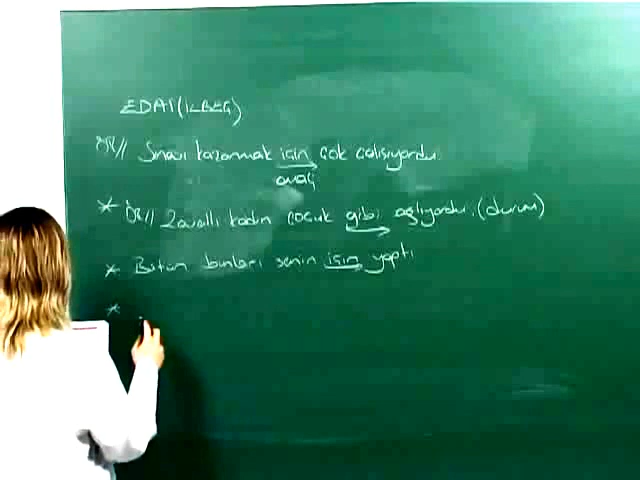 EDAT (İLGEÇ)
ÖR// Sınavı kazanmak için çok çalışıyordu.
amaç
* ÖR// Zavallı kadın çocuk gibi ağlıyordu. (durum)
* Bütün bunları senin için yaptı
*